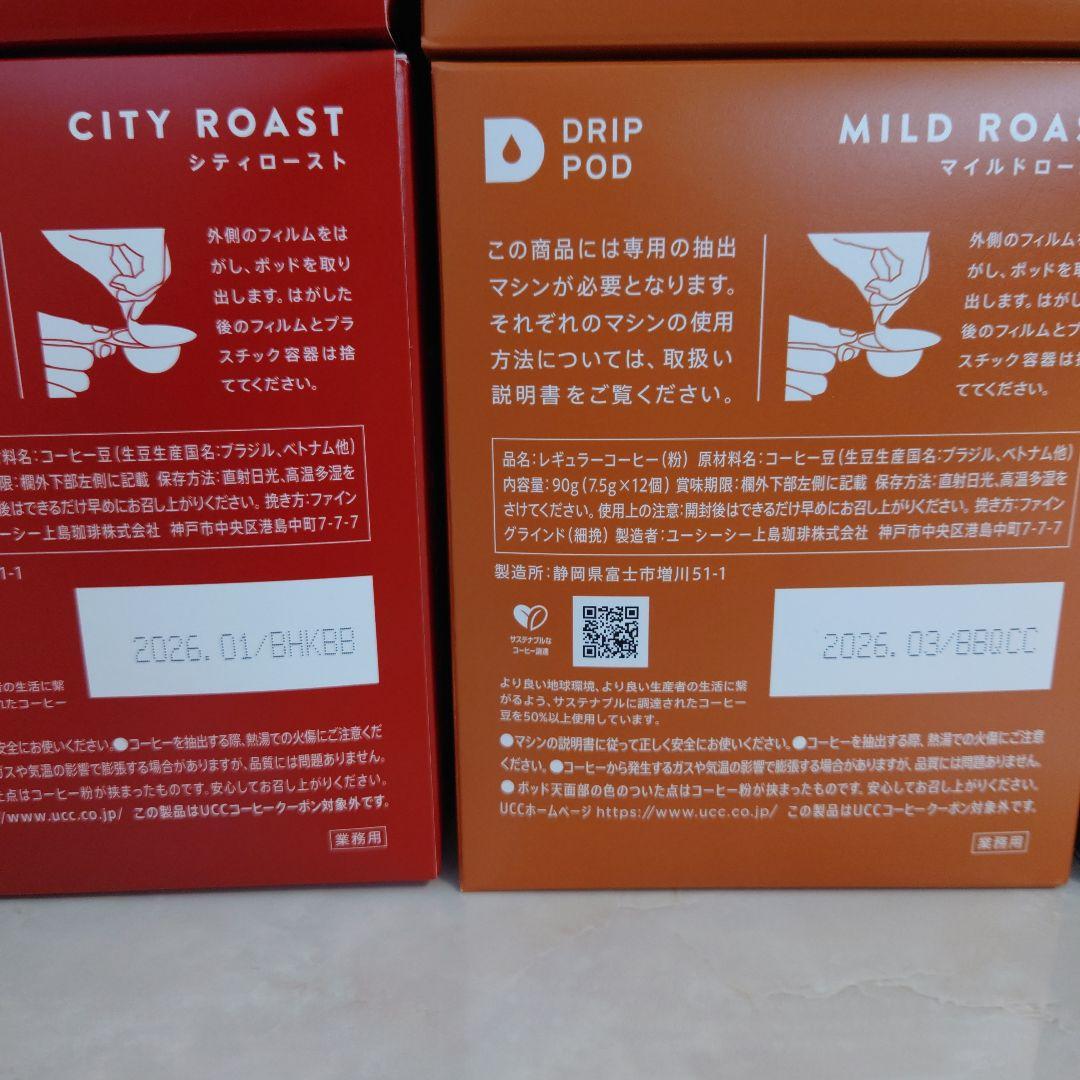 CITY ROAST
シティロースト
外側のフィルムをは
がし、ポッドを取り
出します。はがした
後のフィルムとプラ
スチック容器は捨
ててください。
料名：コーヒー豆（生豆生産国名：ブラジル、ベトナム他）
限：欄外下部左側に記載 保存方法：直射日光、高温多湿を
後はできるだけ早めにお召し上がりください。 挽き方：ファイン
ーシーシー上島珈琲株式会社 神戸市中央区港島中町7-7-7
1-1
2026.01/BHKBB
者の生活に繋
れたコーヒー
安全にお使いください。●コーヒーを抽出する際、熱湯での火傷にご注意くだ
ガスや気温の影響で膨張する場合がありますが、品質には問題ありません。
た点はコーヒー粉が挟まったものです。安心してお召し上がりください。
/www.ucc.co.jp/ この製品はUCCコーヒークーポン対象外です。
業務用
DRIP
POD
MILD ROAS
マイルドロー
この商品には専用の抽出
マシンが必要となります。
それぞれのマシンの使用
方法については、取扱い
説明書をご覧ください。
外側のフィルムを
がし、ポッドを取
出します。はがし
後のフィルムとプ
スチック容器は捨
ててください。
品名：レギュラーコーヒー（粉） 原材料名：コーヒー豆（生豆生産国名：ブラジル、ベトナム他）
内容量：90g（7.5g×12個） 賞味期限：欄外下部左側に記載 保存方法：直射日光、高温多湿を
さけてください。 使用上の注意：開封後はできるだけ早めにお召し上がりください。 挽き方：ファイン
グラインド（細挽） 製造者：ユーシーシー上島珈琲株式会社 神戸市中央区港島中町7-7-7
製造所：静岡県富士市増川51-1
サステナブルな
コーヒー調達
2026.03/BBQCC
より良い地球環境、より良い生産者の生活に繋
がるよう、サステナブルに調達されたコーヒー
豆を50%以上使用しています。
●マシンの説明書に従って正しく安全にお使いください。●コーヒーを抽出する際、熱湯での火傷にご注意
ください。●コーヒーから発生するガスや気温の影響で膨張する場合がありますが、品質には問題ありません。
●ポッド天面部の色のついた点はコーヒー粉が挟まったものです。安心してお召し上がりください。
UCCホームページ https://www.ucc.co.jp/ この製品はUCCコーヒークーポン対象外です。
業務用